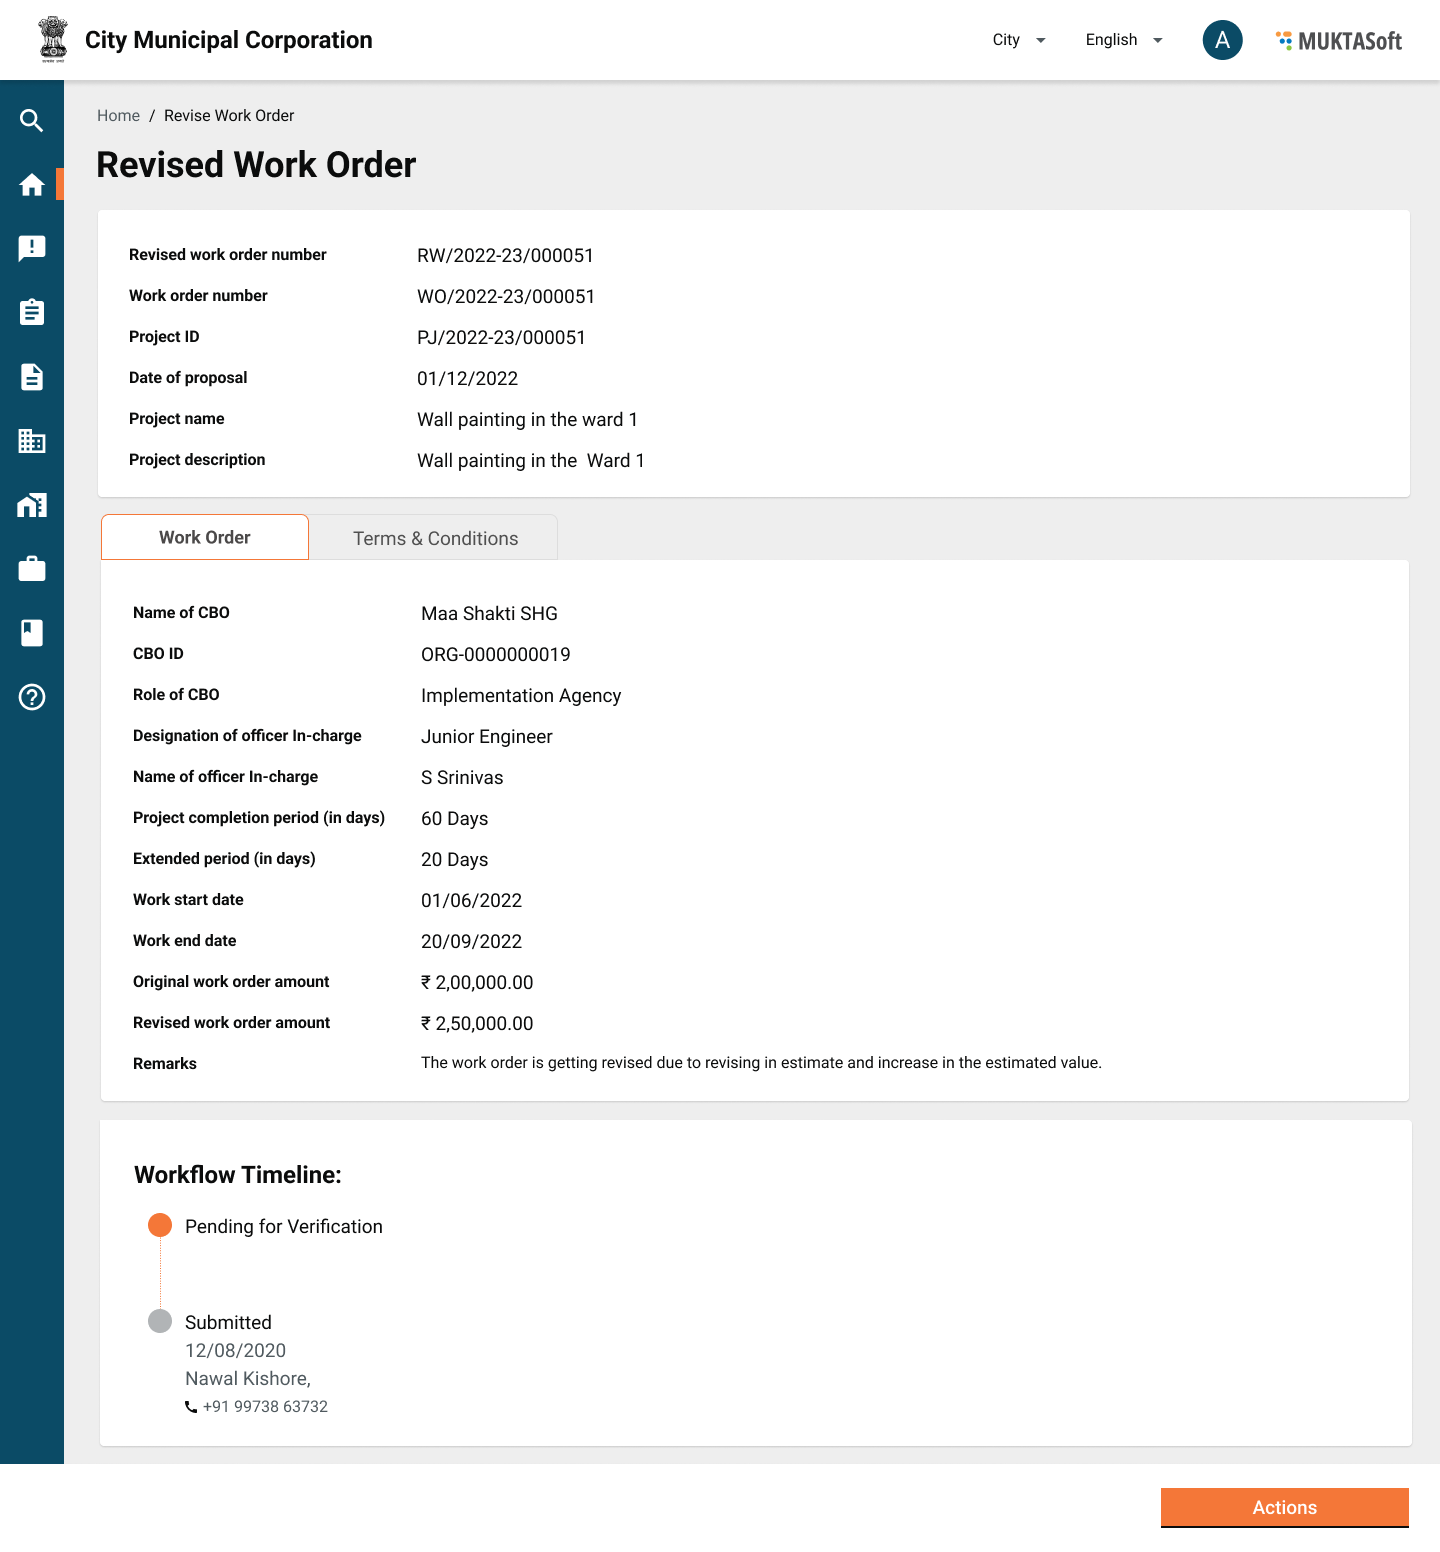 City Municipal Corporation
City
English
A
MUKTASoft
Home / Revise Work Order
Revised Work Order
Revised work order number RW/2022-23/000051
Work order number WO/2022-23/000051
Project ID PJ/2022-23/000051
Date of proposal 01/12/2022
Project name Wall painting in the ward 1
Project description Wall painting in the  Ward 1
Work Order
Terms & Conditions
Name of CBO Maa Shakti SHG
CBO ID ORG-0000000019
Role of CBO Implementation Agency
Designation of officer In-charge Junior Engineer
Name of officer In-charge S Srinivas
Project completion period (in days) 60 Days
Extended period (in days) 20 Days
Work start date 01/06/2022
Work end date 20/09/2022
Original work order amount ₹ 2,00,000.00
Revised work order amount ₹ 2,50,000.00
Remarks The work order is getting revised due to revising in estimate and increase in the estimated value.
Workflow Timeline:
Pending for Verification
Submitted
12/08/2020
Nawal Kishore,
+91 99738 63732
Actions